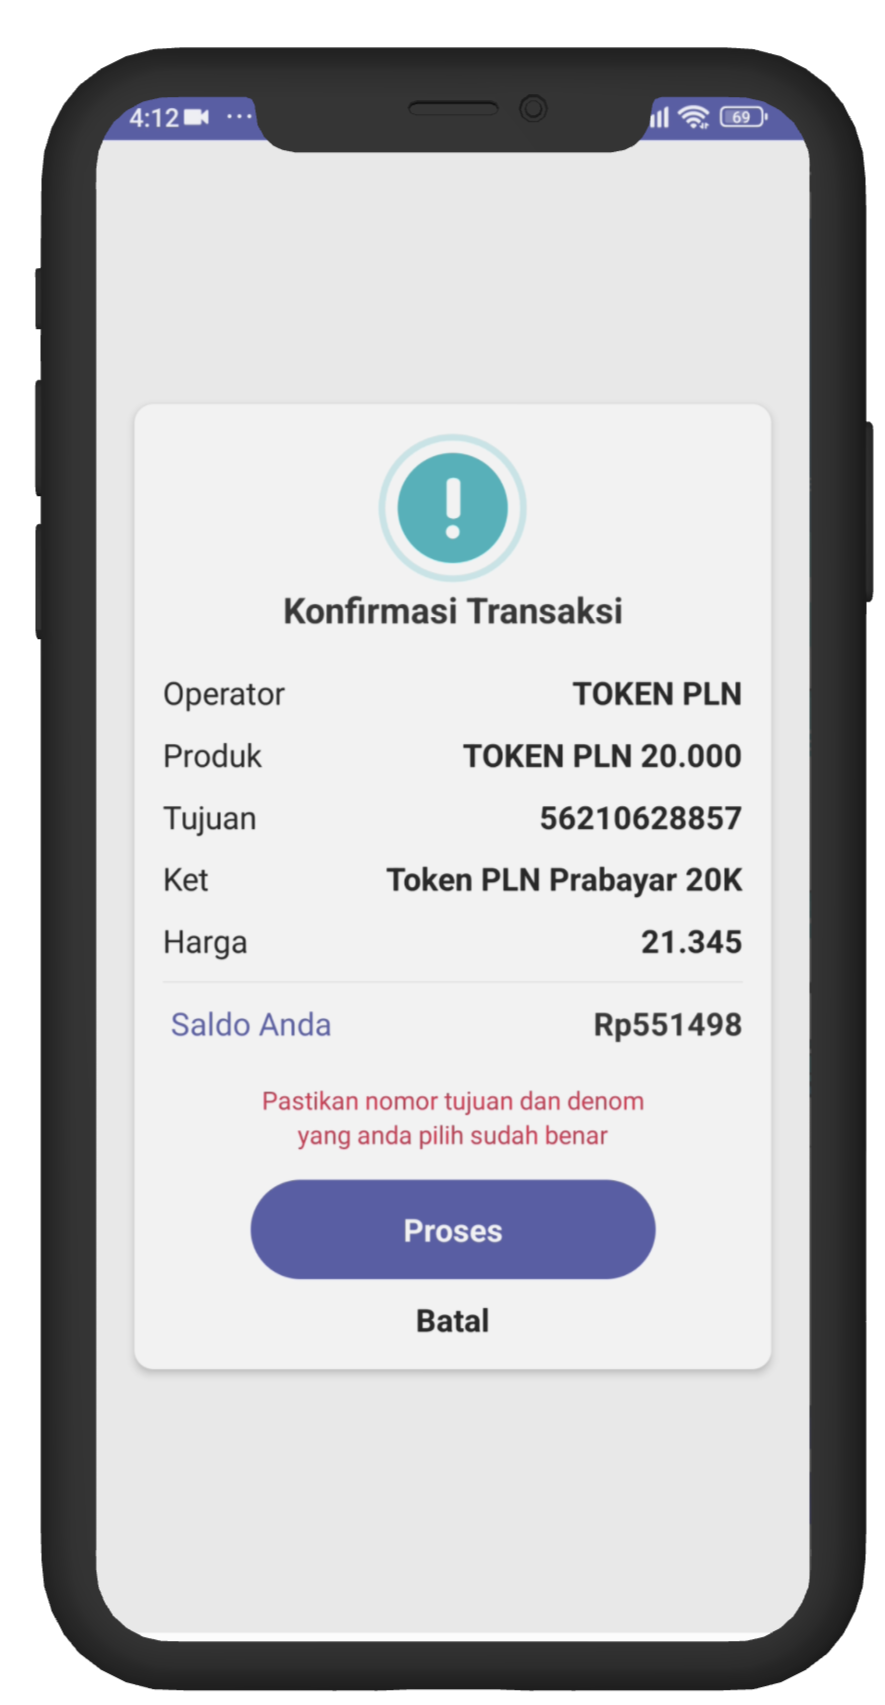 4:12 ... 69
Konfirmasi Transaksi
Operator TOKEN PLN
Produk TOKEN PLN 20.000
Tujuan 56210628857
Ket Token PLN Prabayar 20K
Harga 21.345
Saldo Anda Rp551498
Pastikan nomor tujuan dan denom
yang anda pilih sudah benar
Proses
Batal